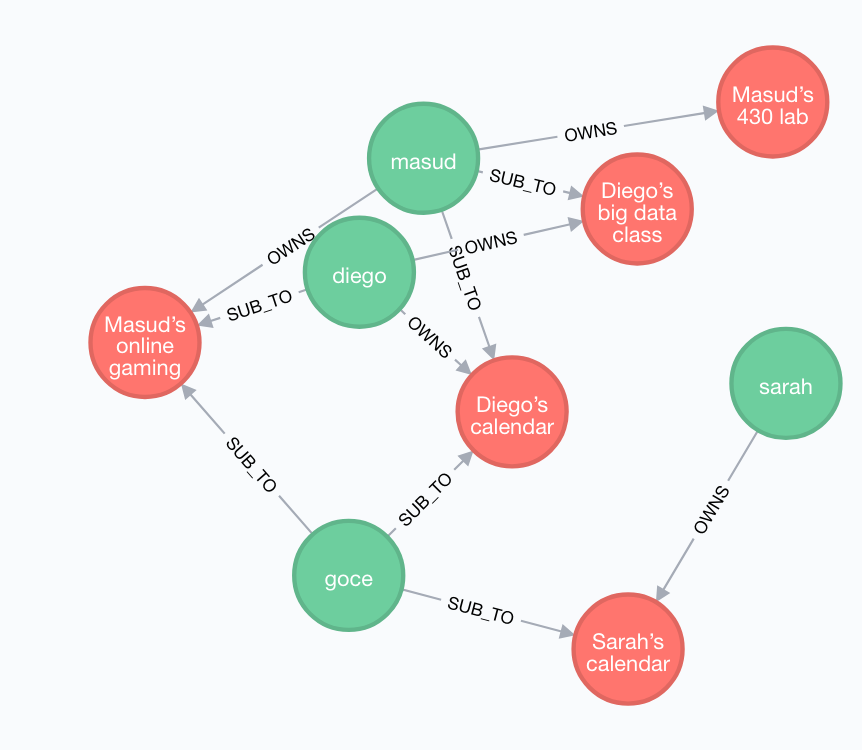 Masud's
430 lab
OWNS
masud
SUB_TO
Diego's
big data
class
OWNS
OWNS
SUB_TO
diego
SUB_TO
Masud's
online
gaming
OWNS
Diego's
calendar
sarah
SUB_TO
SUB_TO
OWNS
goce
SUB_TO
Sarah's
calendar